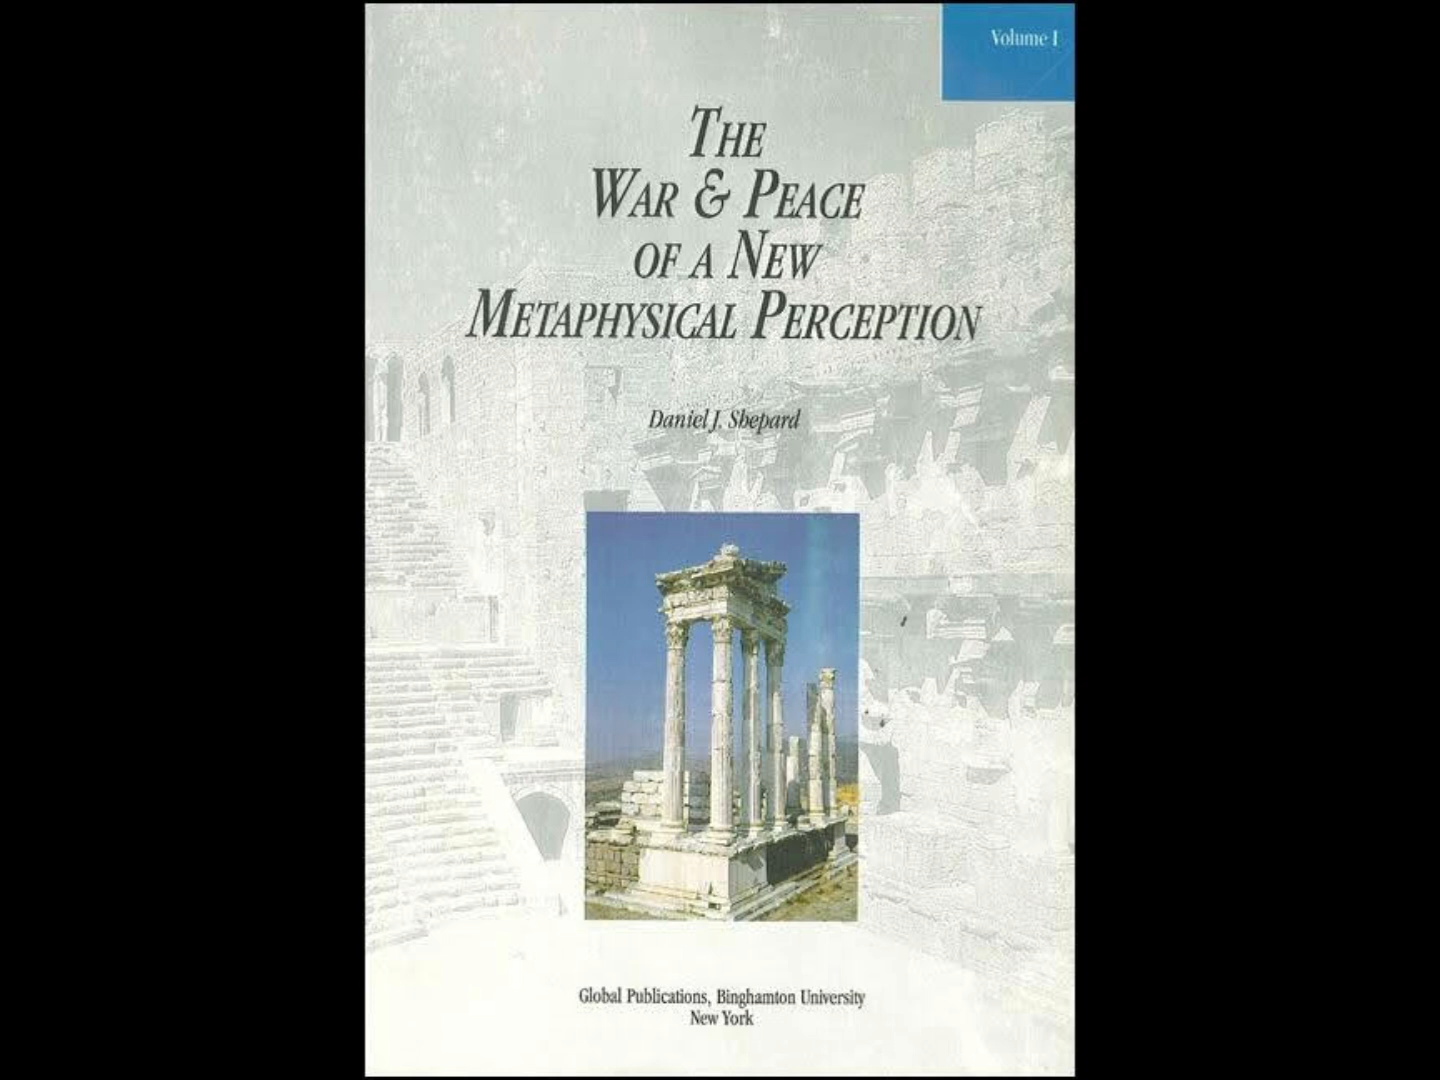 Volume I
THE
WAR & PEACE
OF A NEW
METAPHYSICAL PERCEPTION
Daniel J. Shepard
Global Publications, Binghamton University
New York